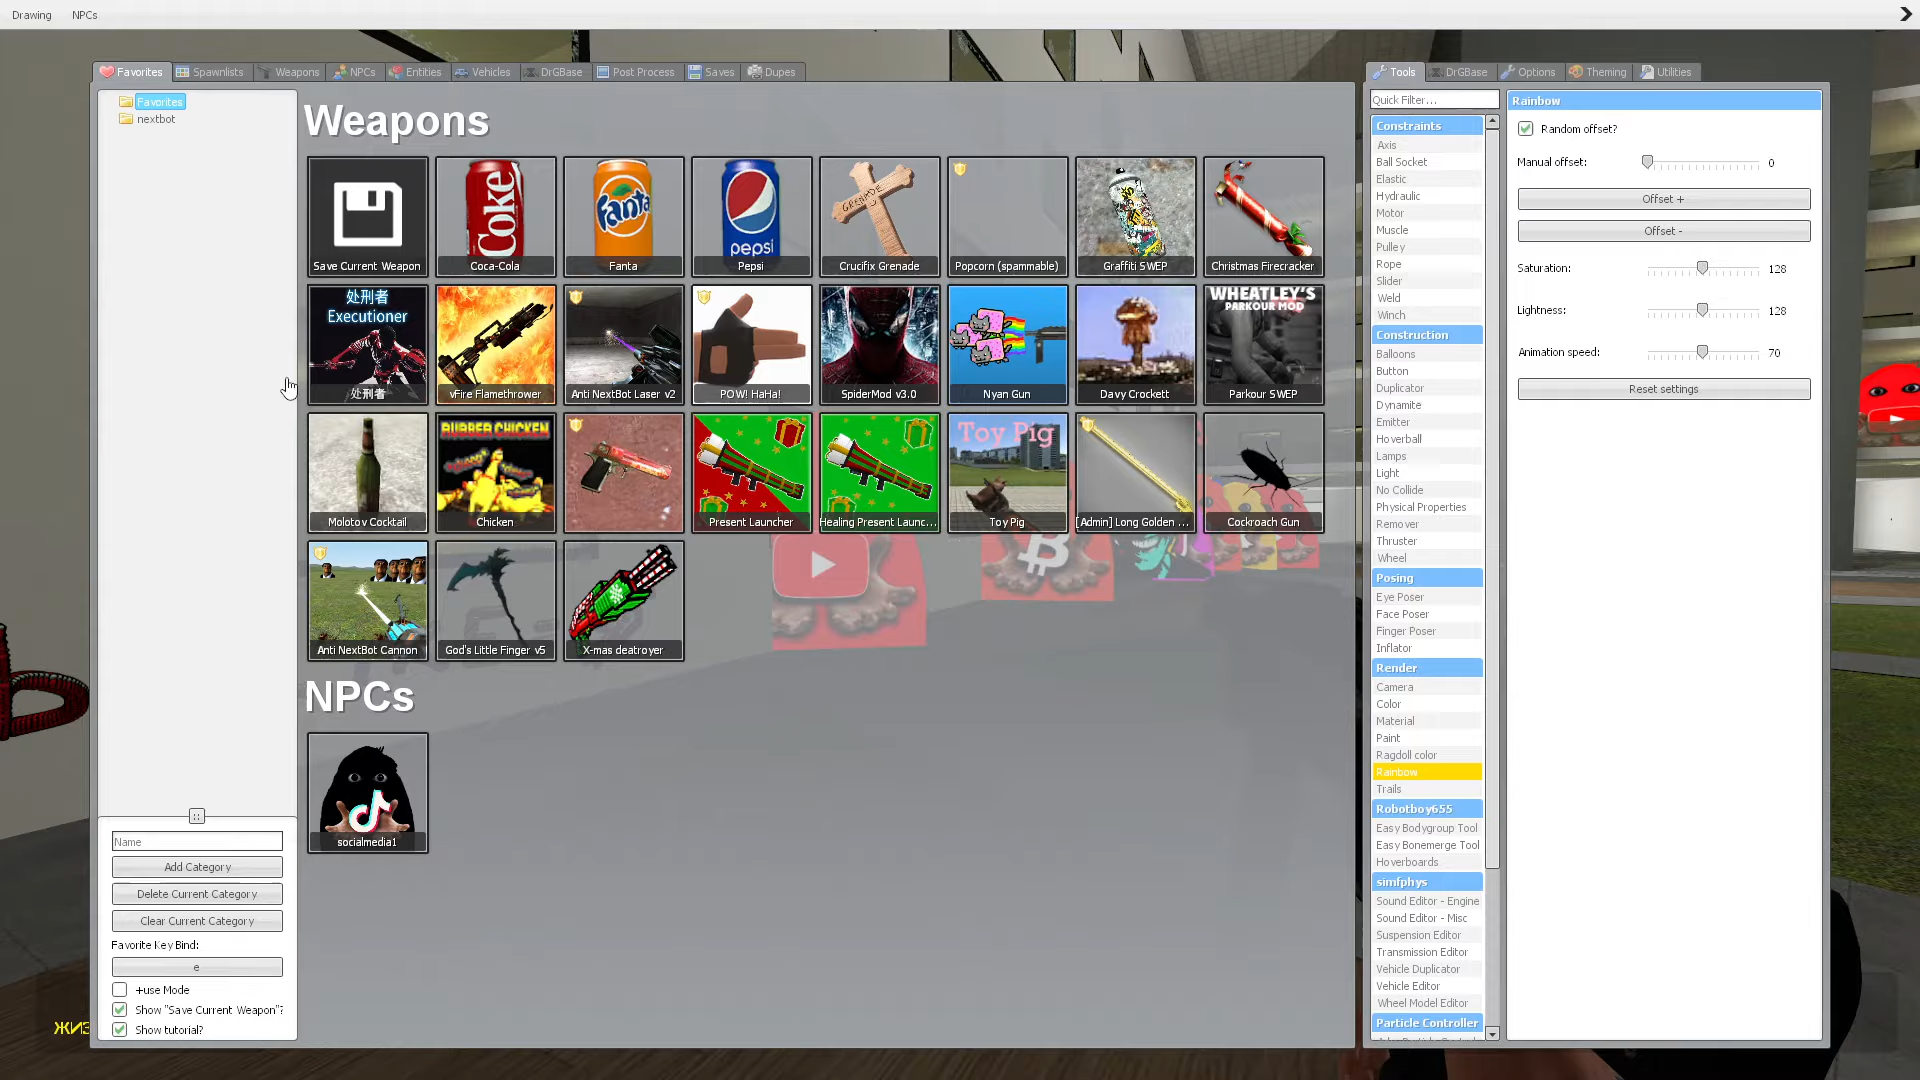 Drawing NPCs
Favorites Spawnlists Weapons NPCs Entities Vehicles DrGBase Post Process Saves Dupes
Favorites
nextbot
Weapons
Save Current Weapon
Coke
Coca-Cola
Fanta
Fanta
pepsi
Pepsi
GRENADE
Crucifix Grenade
Popcorn (spammable)
Graffiti SWEP
Christmas Firecracker
处刑者
Executioner
处刑者
vFire Flamethrower
Anti NextBot Laser v2
POW! HaHa!
SpiderMod v3.0
Nyan Gun
Davy Crockett
WHEATLEY'S
PARKOUR MOD
Parkour SWEP
Molotov Cocktail
RUBBER CHICKEN
Chicken
Present Launcher
Healing Present Launc...
Toy Pig
Toy Pig
[Admin] Long Golden ...
Cockroach Gun
Anti NextBot Cannon
God's Little Finger v5
X-mas deatroyer
NPCs
socialmedia1
Name
Add Category
Delete Current Category
Clear Current Category
Favorite Key Bind:
e
+use Mode
Show "Save Current Weapon"?
Show tutorial?
ЖИЗ
Tools DrGBase Options Theming Utilities
Quick Filter...
Constraints
Axis
Ball Socket
Elastic
Hydraulic
Motor
Muscle
Pulley
Rope
Slider
Weld
Winch
Construction
Balloons
Button
Duplicator
Dynamite
Emitter
Hoverball
Lamps
Light
No Collide
Physical Properties
Remover
Thruster
Wheel
Posing
Eye Poser
Face Poser
Finger Poser
Inflator
Render
Camera
Color
Material
Paint
Ragdoll color
Rainbow
Trails
Robotboy655
Easy Bodygroup Tool
Easy Bonemerge Tool
Hoverboards
simfphys
Sound Editor - Engine
Sound Editor - Misc
Suspension Editor
Transmission Editor
Vehicle Duplicator
Vehicle Editor
Wheel Model Editor
Particle Controller
Rainbow
Random offset?
Manual offset: 0
Offset +
Offset -
Saturation: 128
Lightness: 128
Animation speed: 70
Reset settings